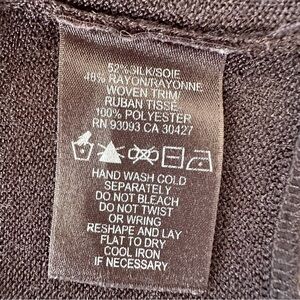 52% SILK/SOIE
48% RAYON/RAYONNE
WOVEN TRIM/
RUBAN TISSÉ
100% POLYESTER
RN 93093 CA 30427
HAND WASH COLD
SEPARATELY
DO NOT BLEACH
DO NOT TWIST
OR WRING
RESHAPE AND LAY
FLAT TO DRY
COOL IRON
IF NECESSARY